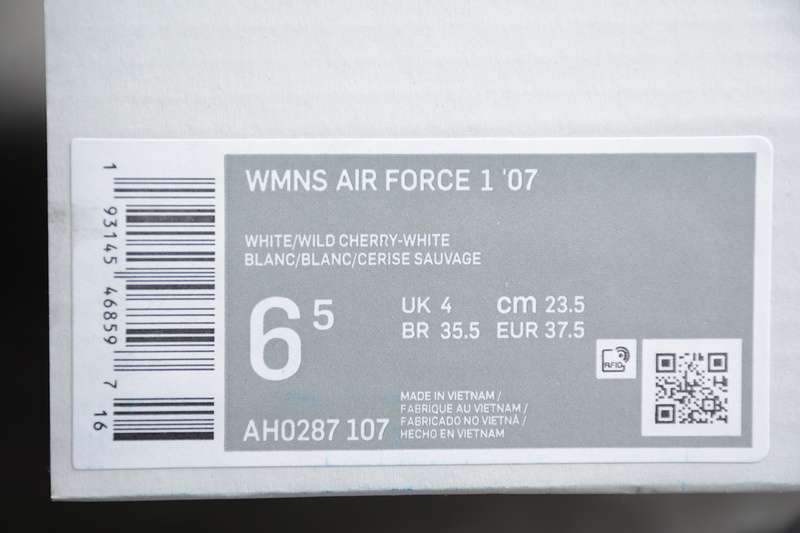 WMNS AIR FORCE 1 '07
WHITE/WILD CHERRY-WHITE
BLANC/BLANC/CERISE SAUVAGE
6 5
UK 4 cm 23.5
BR 35.5 EUR 37.5
RFID
AH0287 107
MADE IN VIETNAM /
FABRIQUE AU VIETNAM /
FABRICADO NO VIETNÃ /
HECHO EN VIETNAM
1 93145 46859 7 16